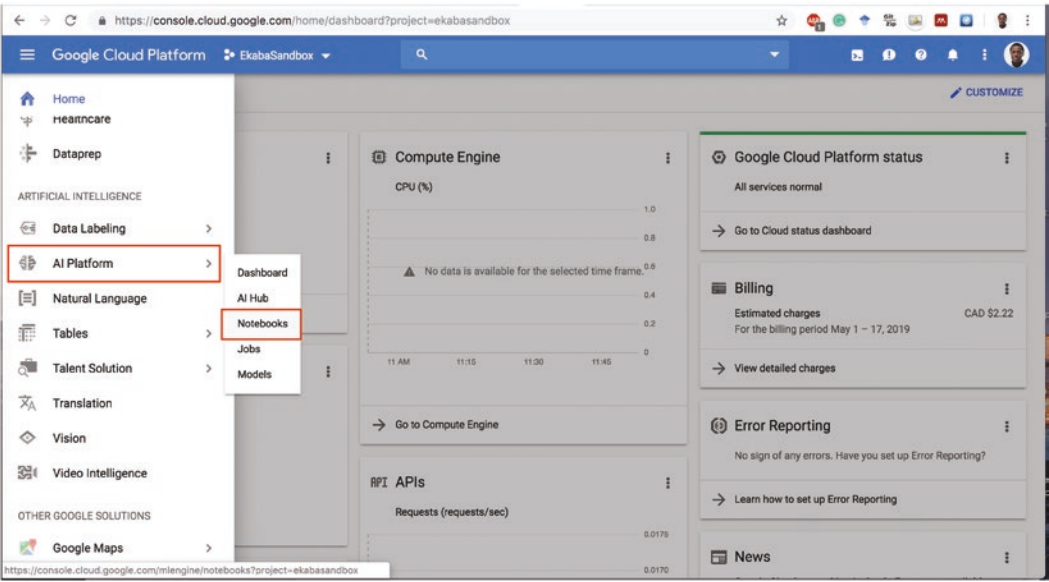 https://console.cloud.google.com/home/dashboard?project=ekabasandbox
Google Cloud Platform
EkabaSandbox
CUSTOMIZE
Home
Healthcare
Dataprep
ARTIFICIAL INTELLIGENCE
Data Labeling
AI Platform
Natural Language
Tables
Talent Solution
Translation
Vision
Video Intelligence
OTHER GOOGLE SOLUTIONS
Google Maps
https://console.cloud.google.com/mlengine/notebooks?project=ekabasandbox
Dashboard
AI Hub
Notebooks
Jobs
Models
Compute Engine
CPU (%)
1.0
0.8
No data is available for the selected time frame.
0.6
0.4
0.2
0
11 AM 11:15 11:30 11:45
Go to Compute Engine
API APIs
Requests (requests/sec)
0.0175
0.0170
Google Cloud Platform status
All services normal
Go to Cloud status dashboard
Billing
Estimated charges CAD $2.22
For the billing period May 1 – 17, 2019
View detailed charges
Error Reporting
No sign of any errors. Have you set up Error Reporting?
Learn how to set up Error Reporting
News